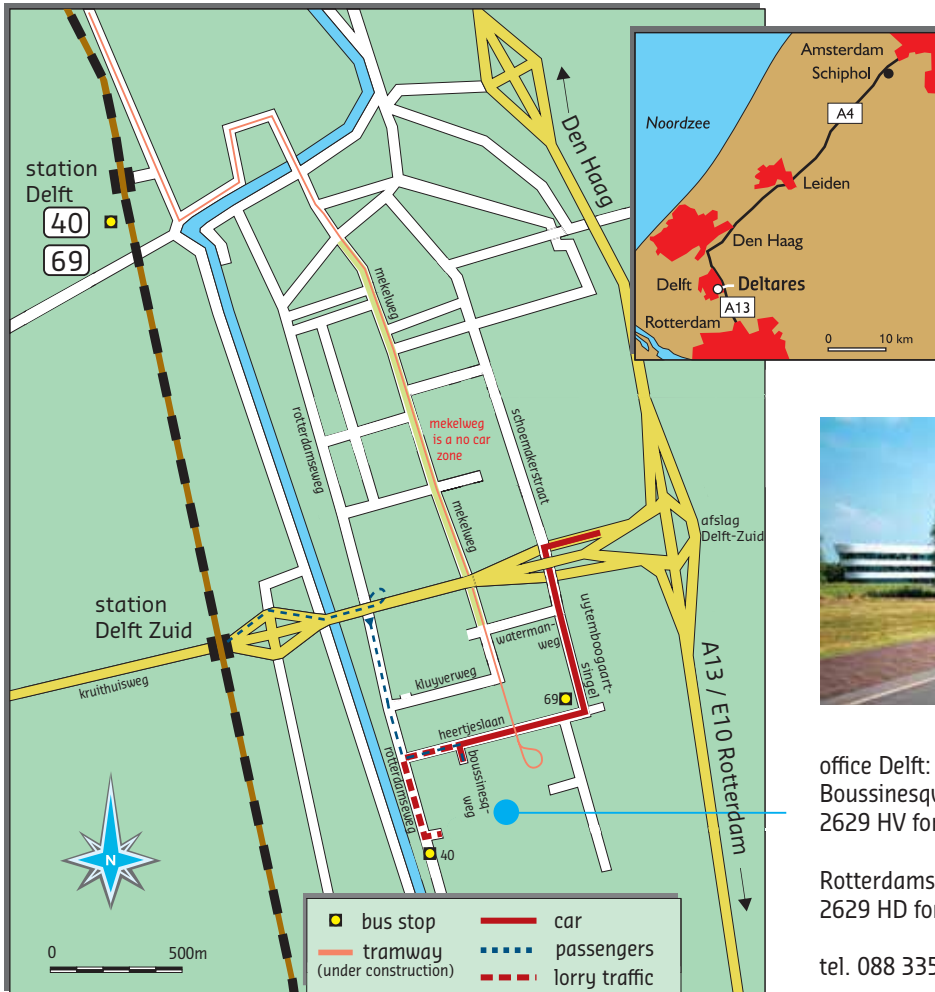 station
Delft
40
69
Den Haag
mekelweg
rotterdamseweg
mekelweg
is a no car
zone
schoemakerstraat
mekelweg
afslag
Delft-Zuid
station
Delft Zuid
kruithuisweg
waterman-
weg
uytemboogaart-
singel
kluyverweg
69
heertjeslaan
rotterdamseweg
boussinesq-
weg
40
A13 / E10 Rotterdam
N
0 500m
bus stop
tramway
(under construction)
car
passengers
lorry traffic
Amsterdam
Schiphol
A4
Noordzee
Leiden
Den Haag
Delft
Deltares
A13
Rotterdam
0 10 km
office Delft:
Boussinesqw
2629 HV for
Rotterdams
2629 HD for
tel. 088 335